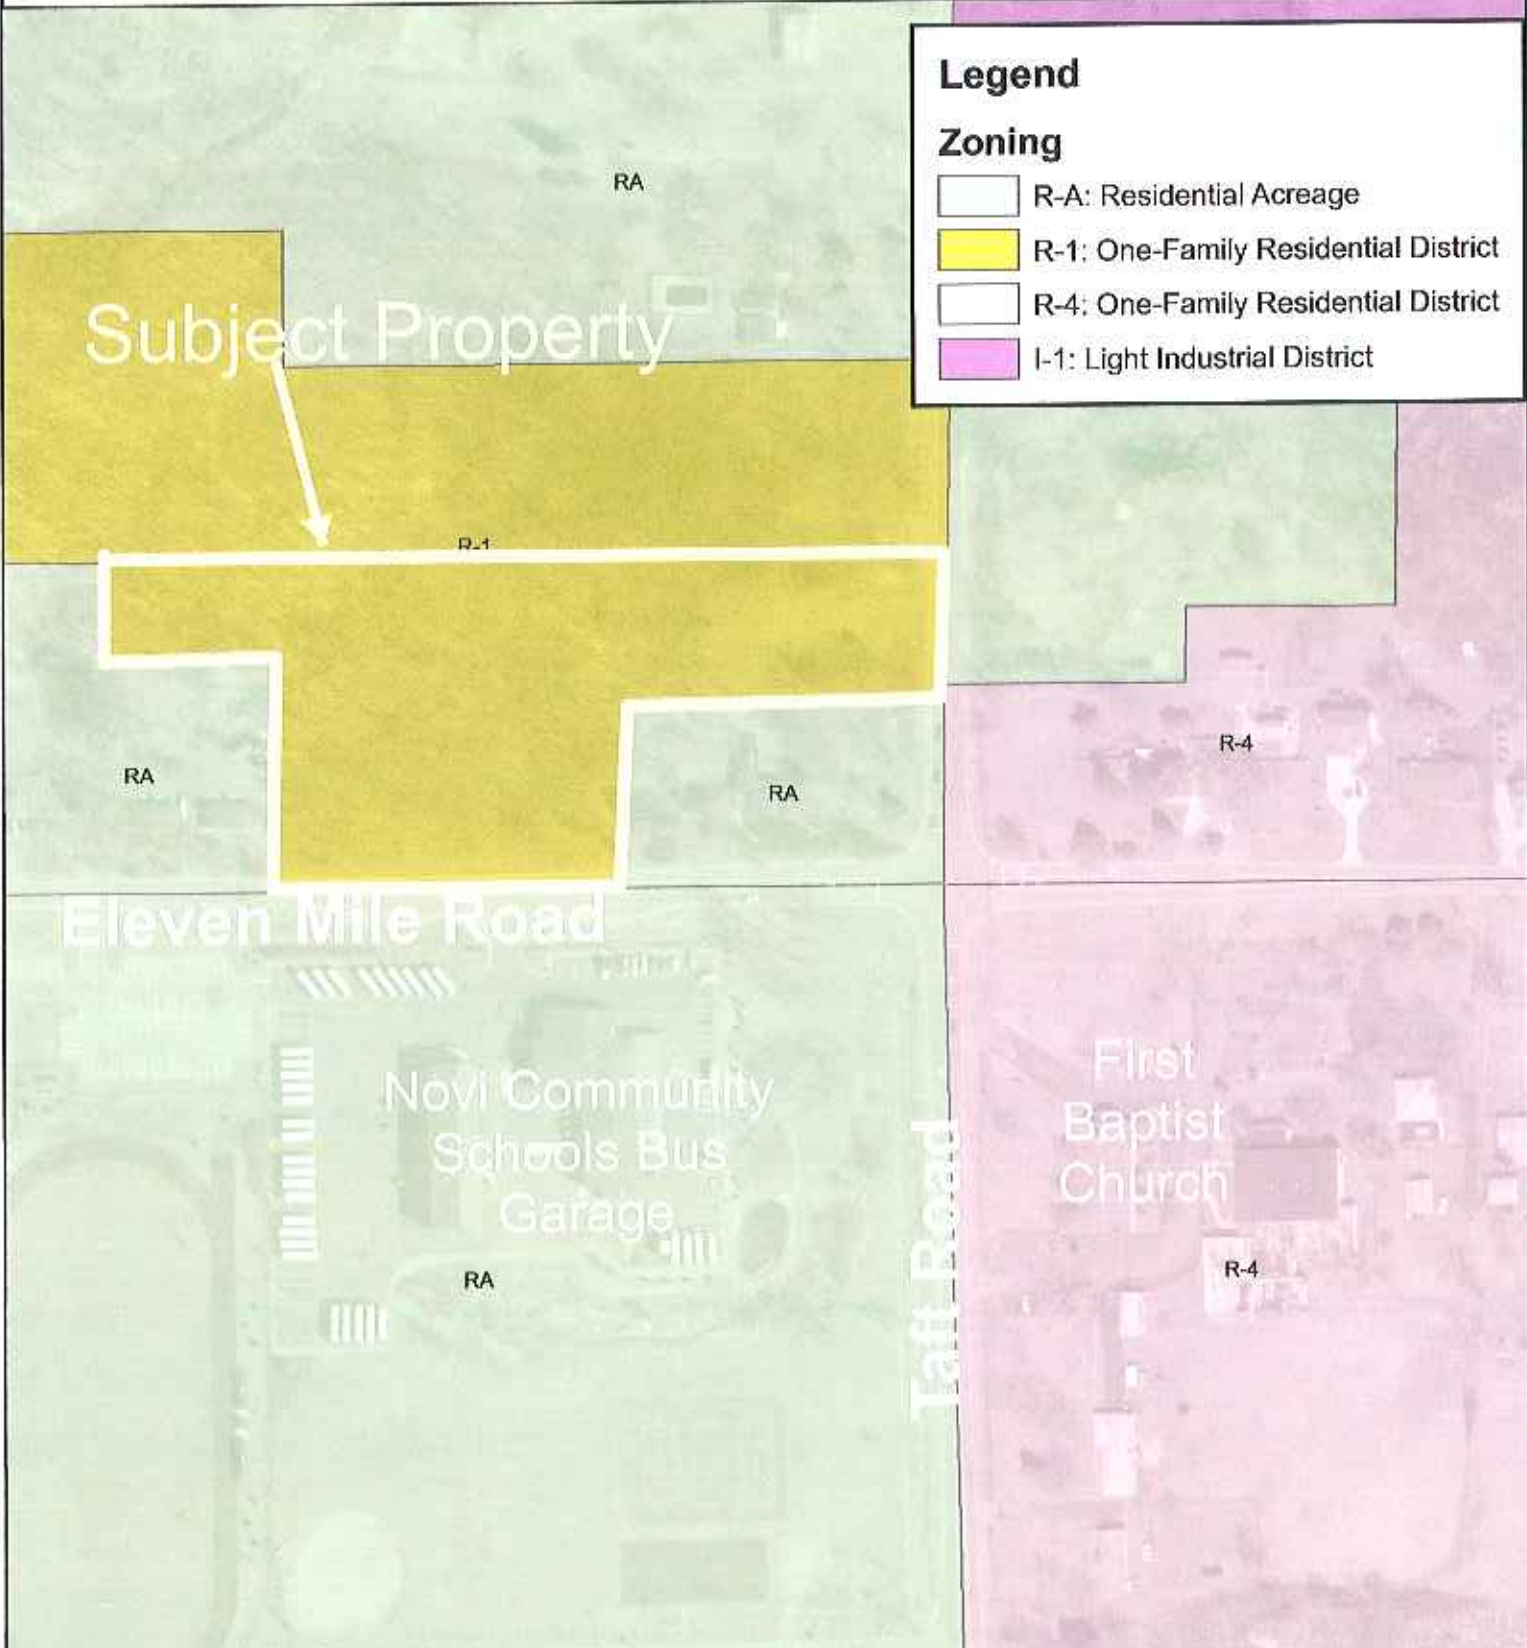 Legend
Zoning
R-A: Residential Acreage
R-1: One-Family Residential District
R-4: One-Family Residential District
I-1: Light Industrial District
RA
Subject Property
R-1
RA
RA
R-4
Eleven Mile Road
Novi Community
Schools Bus
Garage
RA
Taft Road
First
Baptist
Church
R-4